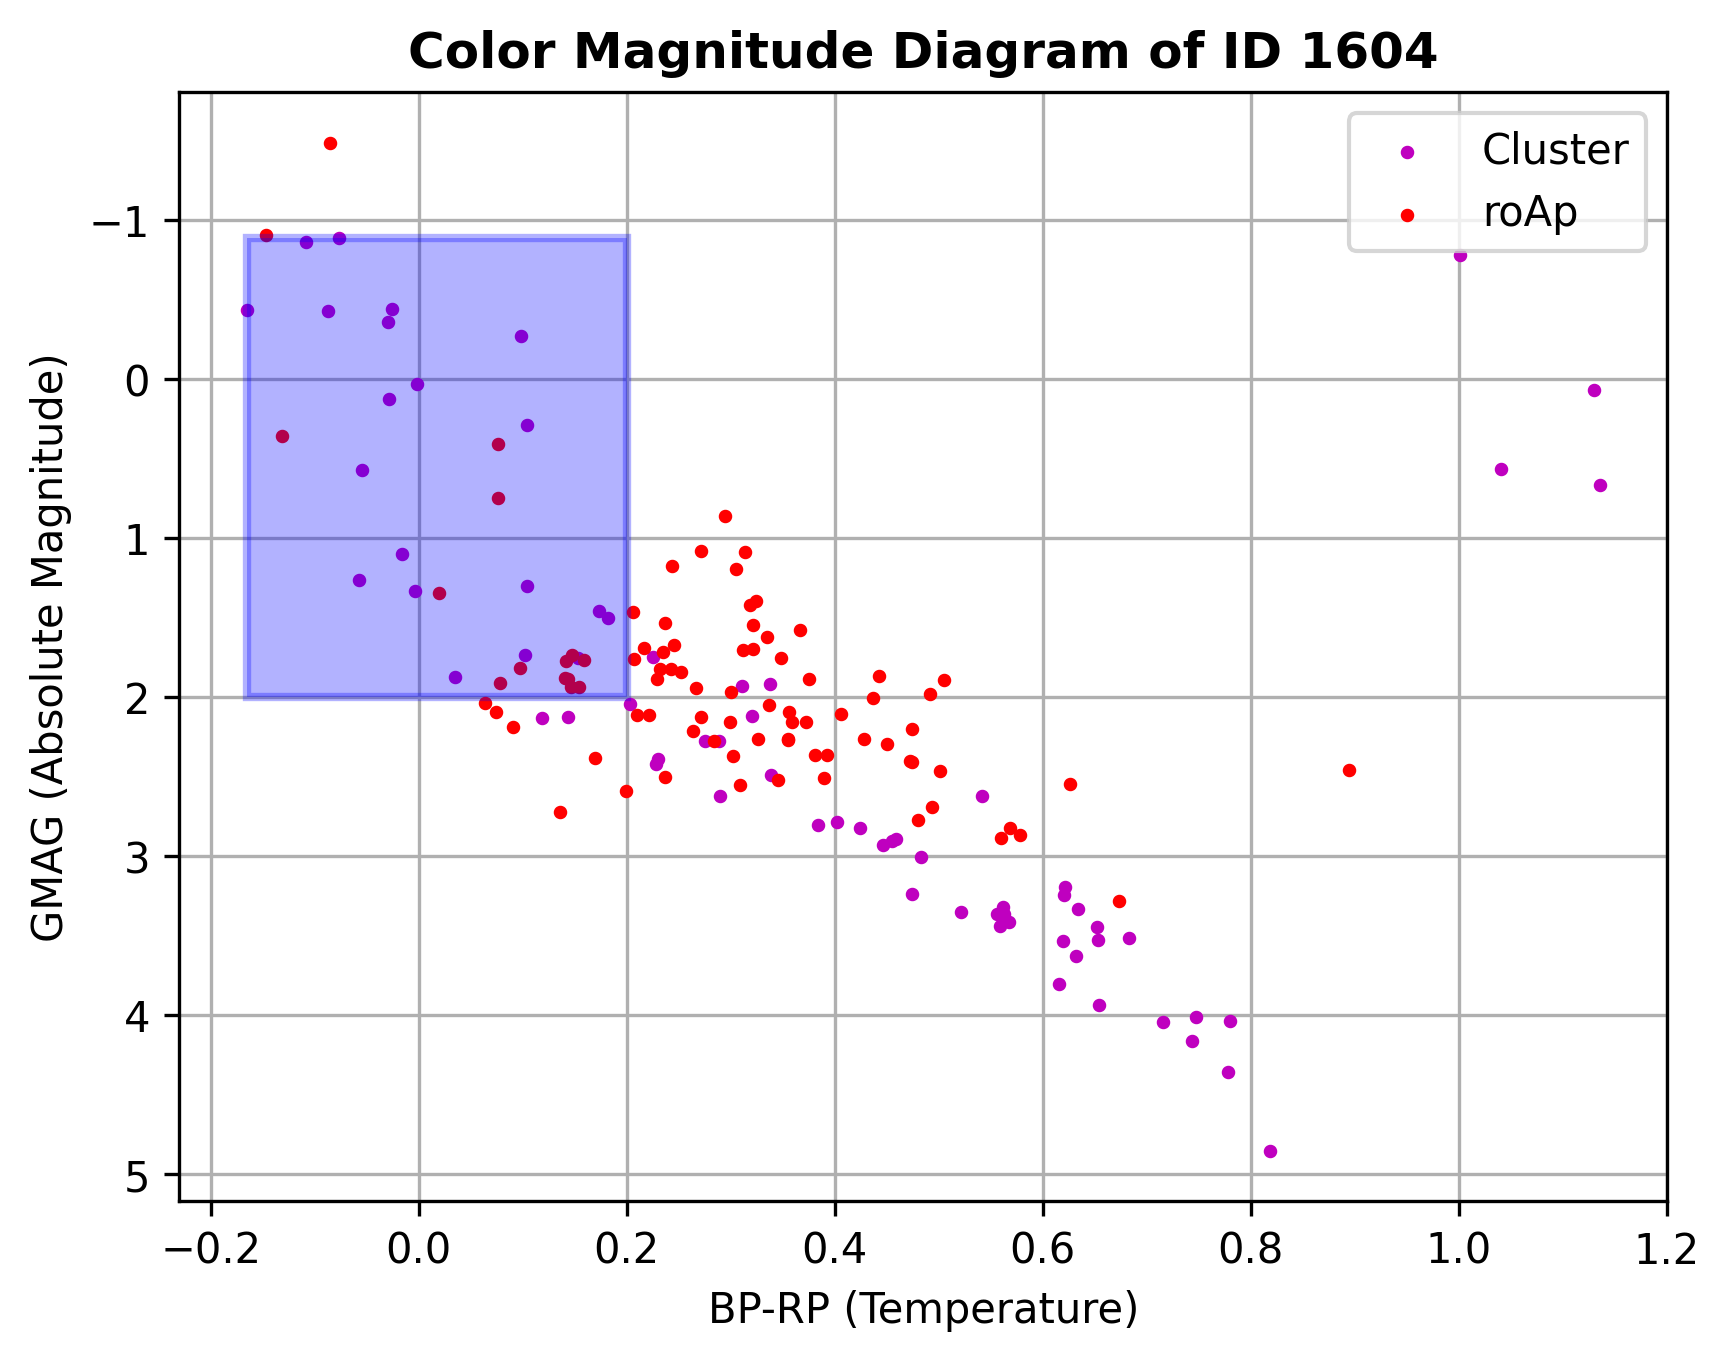 Color Magnitude Diagram of ID 1604
Cluster
roAp
GMAG (Absolute Magnitude)
−1
0
1
2
3
4
5
−0.2 0.0 0.2 0.4 0.6 0.8 1.0 1.2
BP-RP (Temperature)